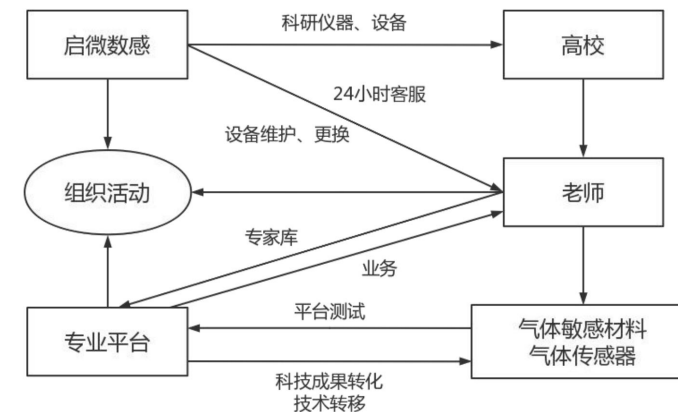 启微数感
科研仪器、设备
高校
24小时客服
设备维护、更换
组织活动
老师
专家库
业务
专业平台
平台测试
气体敏感材料
气体传感器
科技成果转化
技术转移